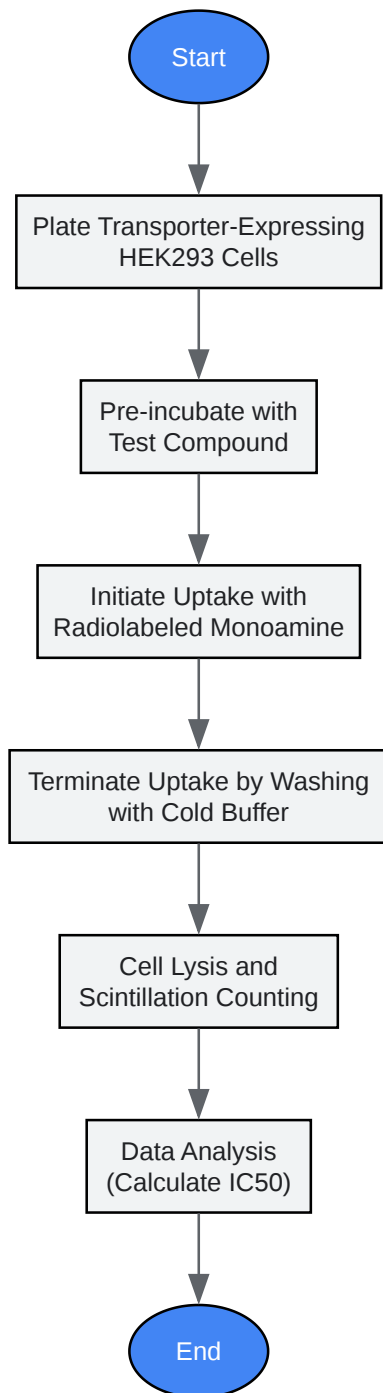 Start
Plate Transporter-Expressing
HEK293 Cells
Pre-incubate with
Test Compound
Initiate Uptake with
Radiolabeled Monoamine
Terminate Uptake by Washing
with Cold Buffer
Cell Lysis and
Scintillation Counting
Data Analysis
(Calculate IC50)
End